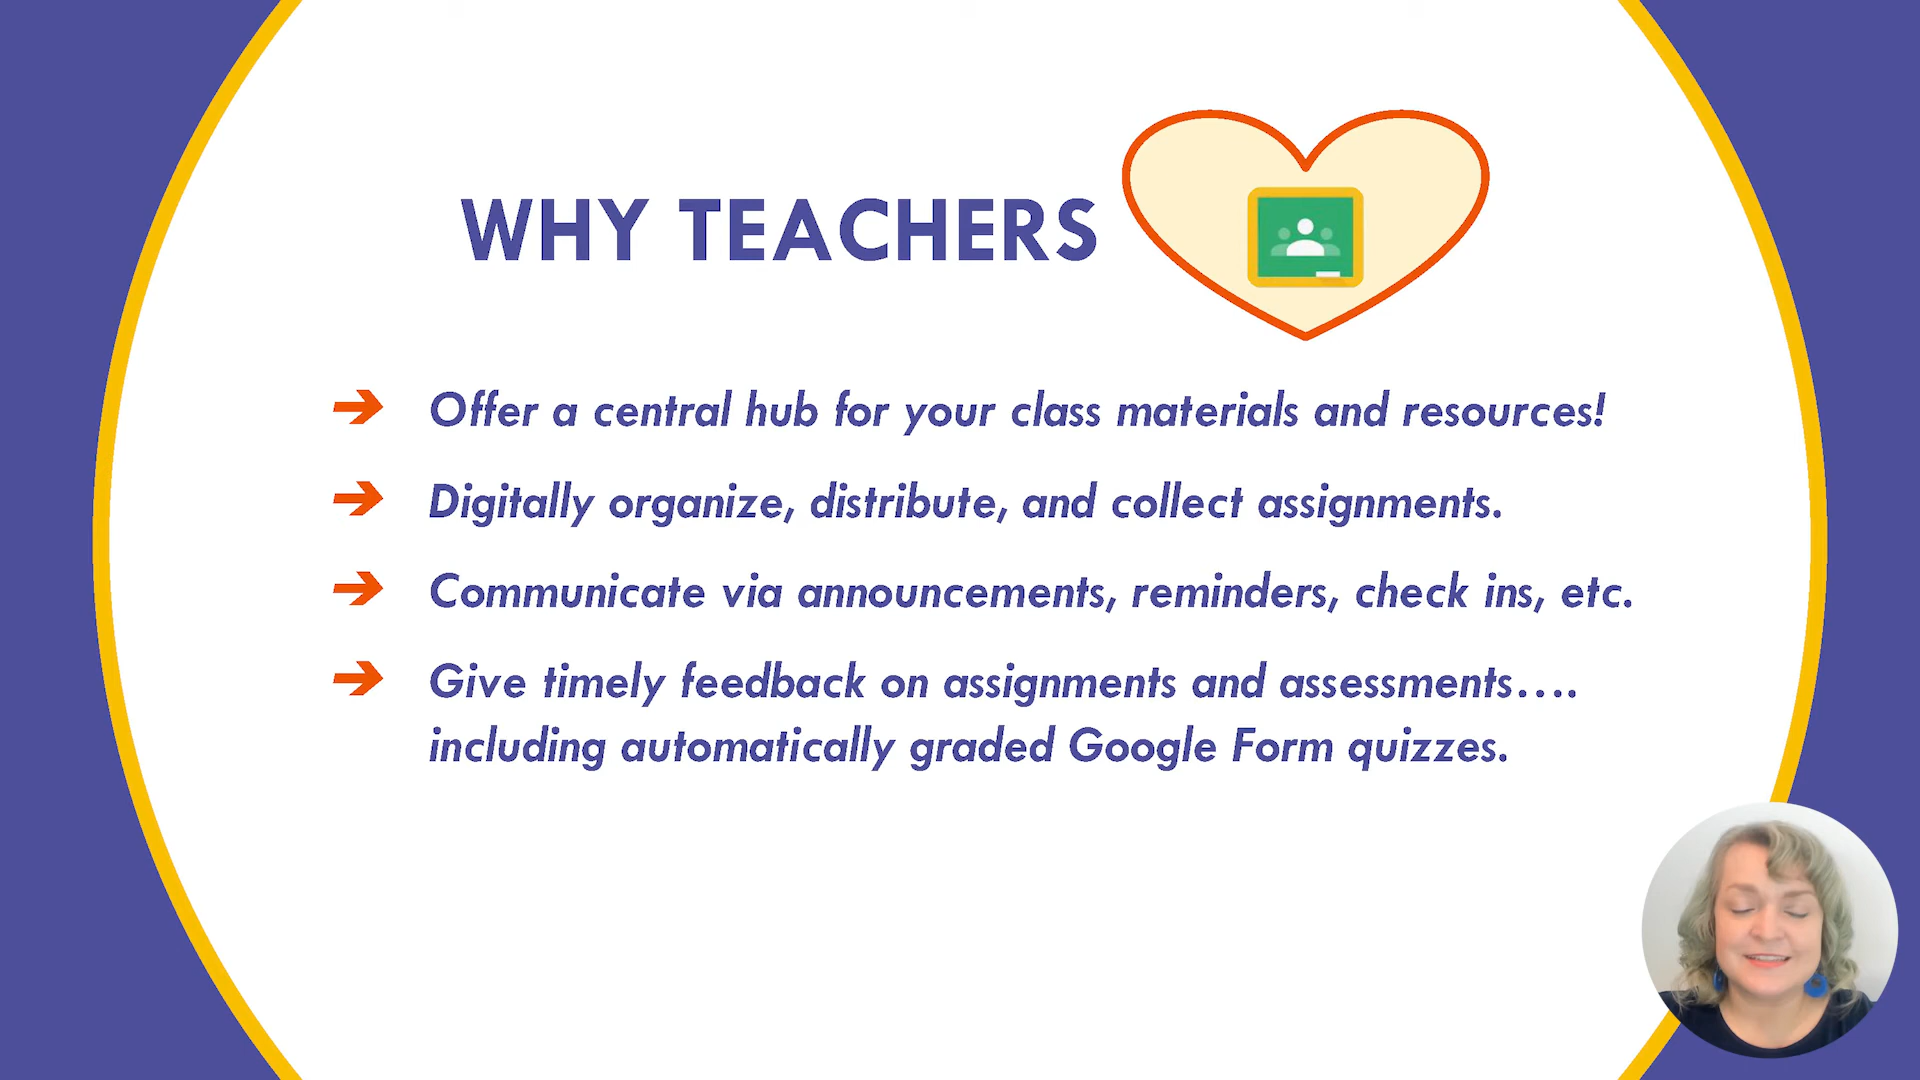 WHY TEACHERS
Offer a central hub for your class materials and resources!
Digitally organize, distribute, and collect assignments.
Communicate via announcements, reminders, check ins, etc.
Give timely feedback on assignments and assessments....
including automatically graded Google Form quizzes.